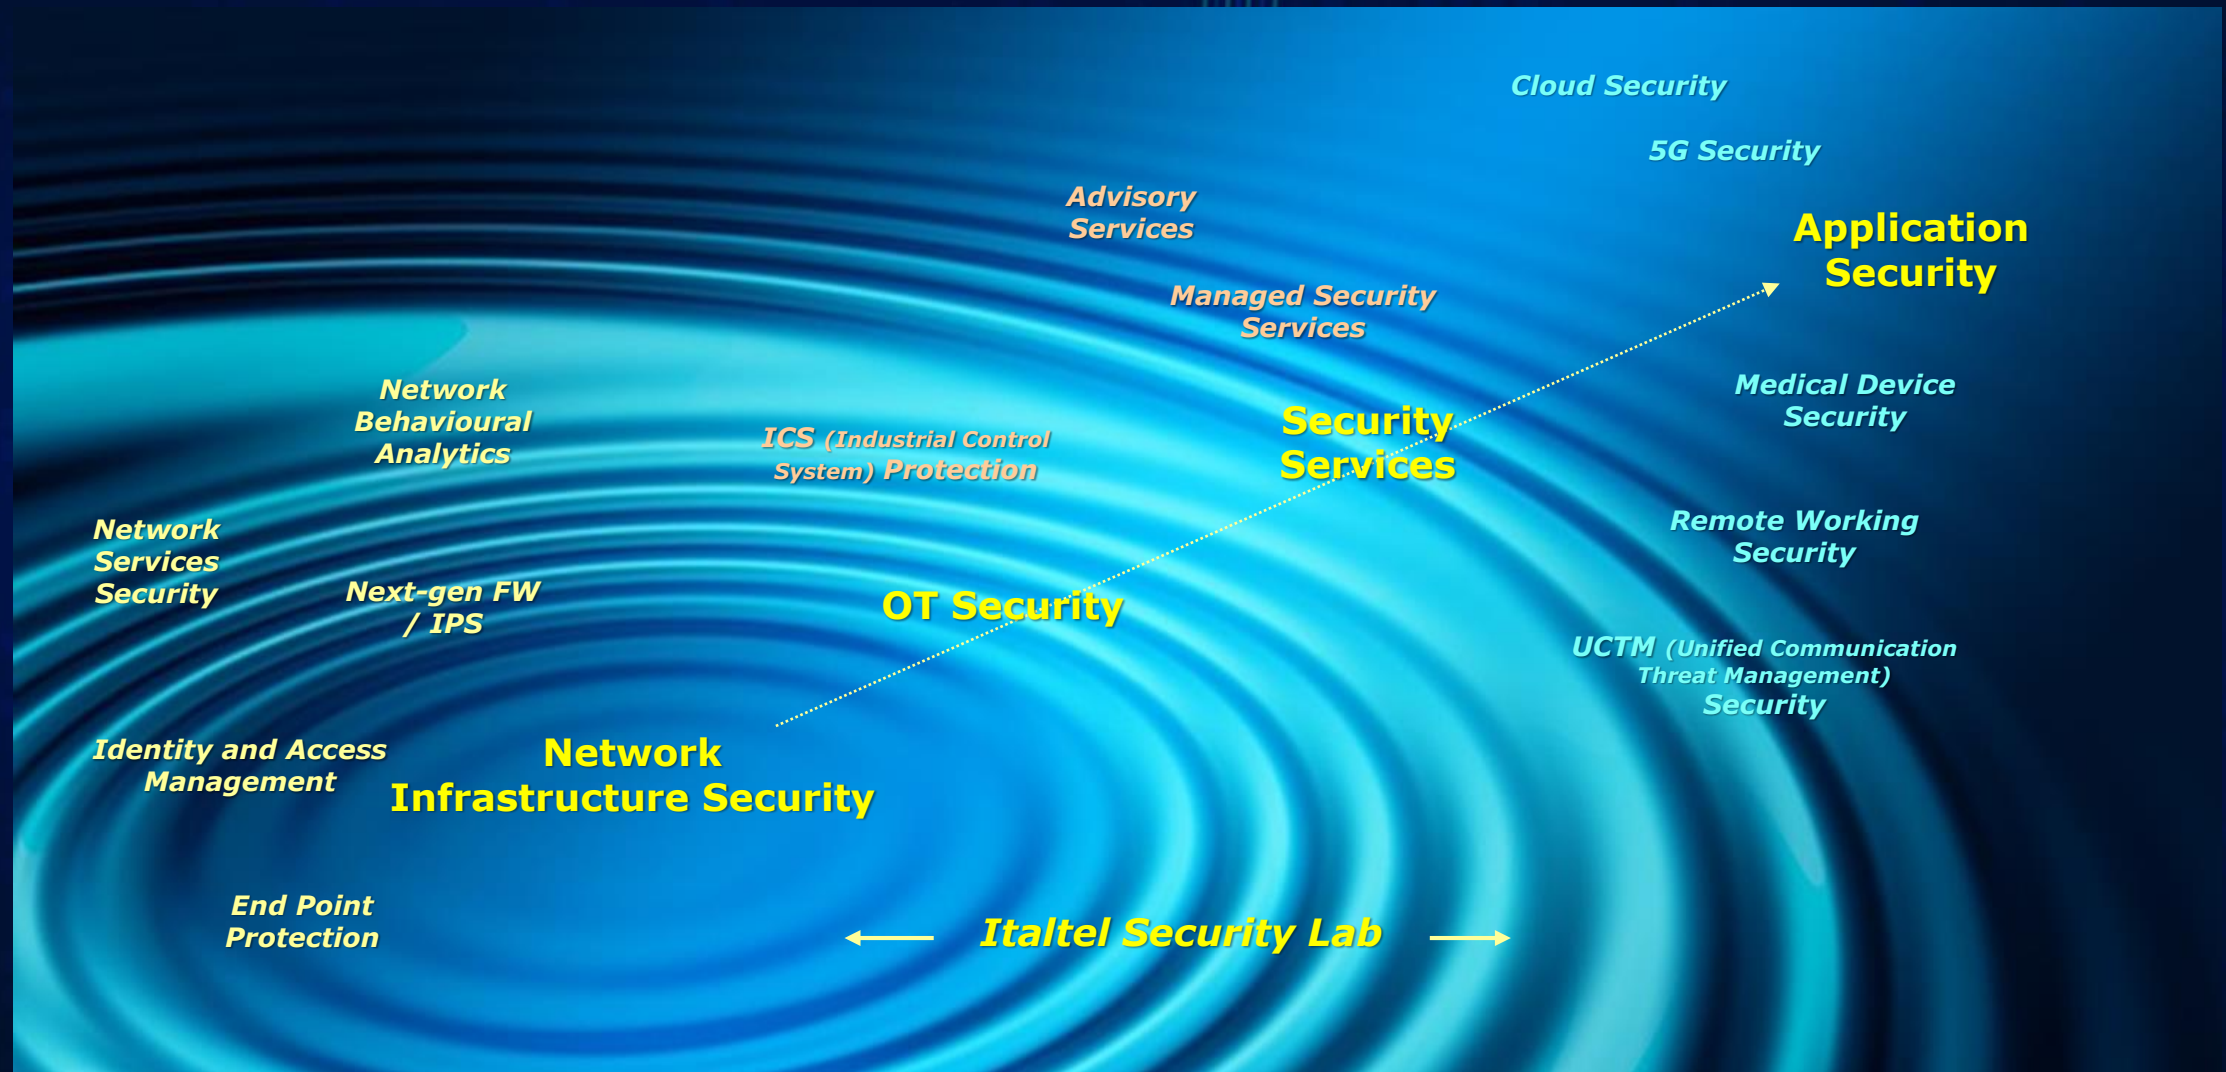 Cloud Security
5G Security
Advisory
Services
Application
Security
Managed Security
Services
Network
Behavioural
Analytics
Medical Device
Security
ICS (Industrial Control
System) Protection
Security
Services
Network
Services
Security
Remote Working
Security
Next-gen FW
/ IPS
OT Security
UCTM (Unified Communication
Threat Management)
Security
Identity and Access
Management
Network
Infrastructure Security
End Point
Protection
Italtel Security Lab